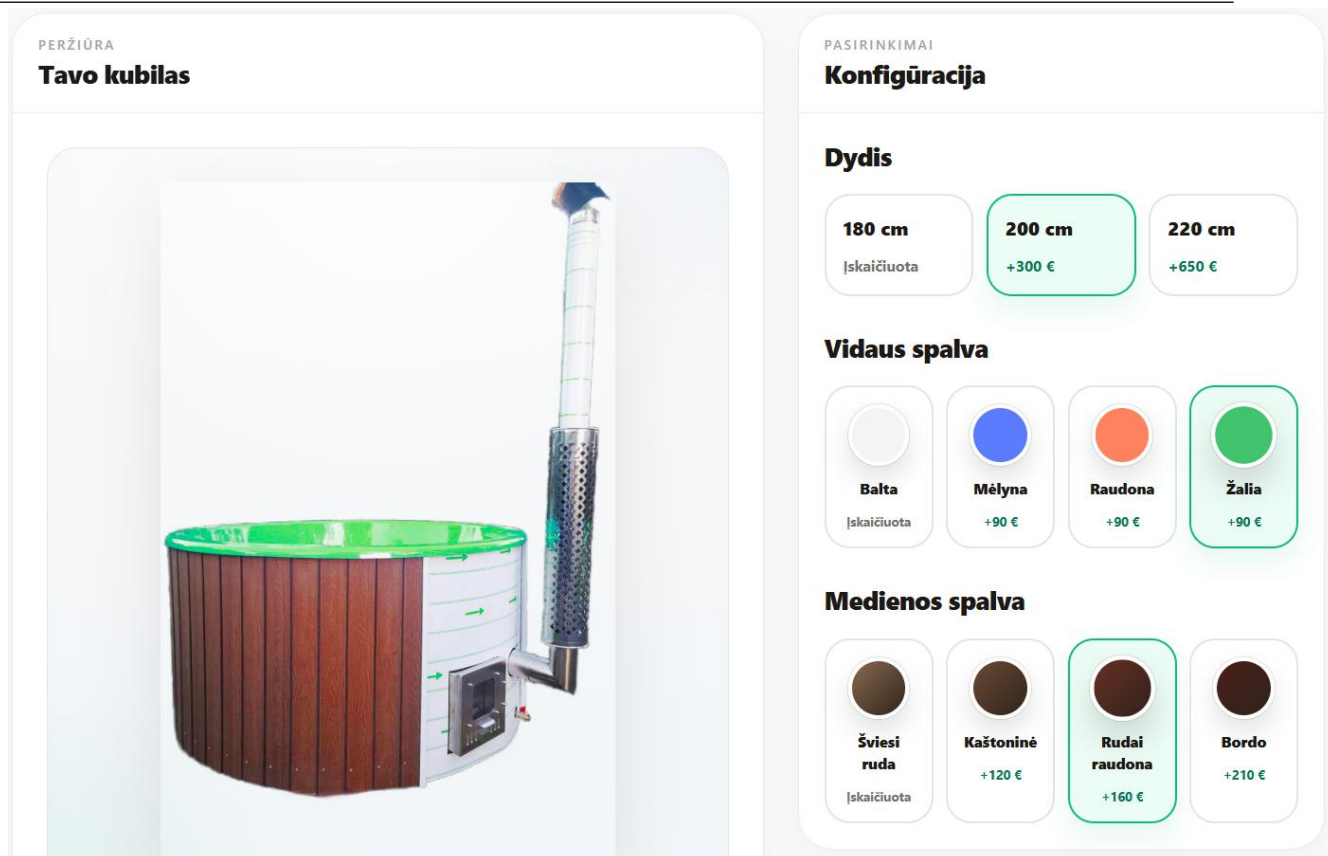 PERŽIŪRA
Tavo kubilas
PASIRINKIMAI
Konfigūracija
Dydis
180 cm
Įskaičiuota
200 cm
+300 €
220 cm
+650 €
Vidaus spalva
Balta
Įskaičiuota
Mėlyna
+90 €
Raudona
+90 €
Žalia
+90 €
Medienos spalva
Šviesi
ruda
Įskaičiuota
Kaštoninė
+120 €
Rudai
raudona
+160 €
Bordo
+210 €